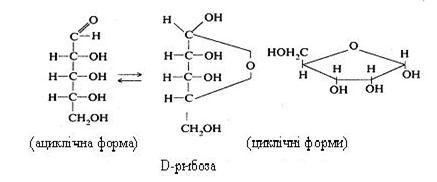 O
C–H
H–C–OH
H–C–OH
H–C–OH
CH₂OH
OH
H–C
H–C–OH
H–C–OH
O
H–C
CH₂OH
HOH₂C O H
H H H OH
OH OH
(ациклічна форма) (циклічні форми)
D-рибоза